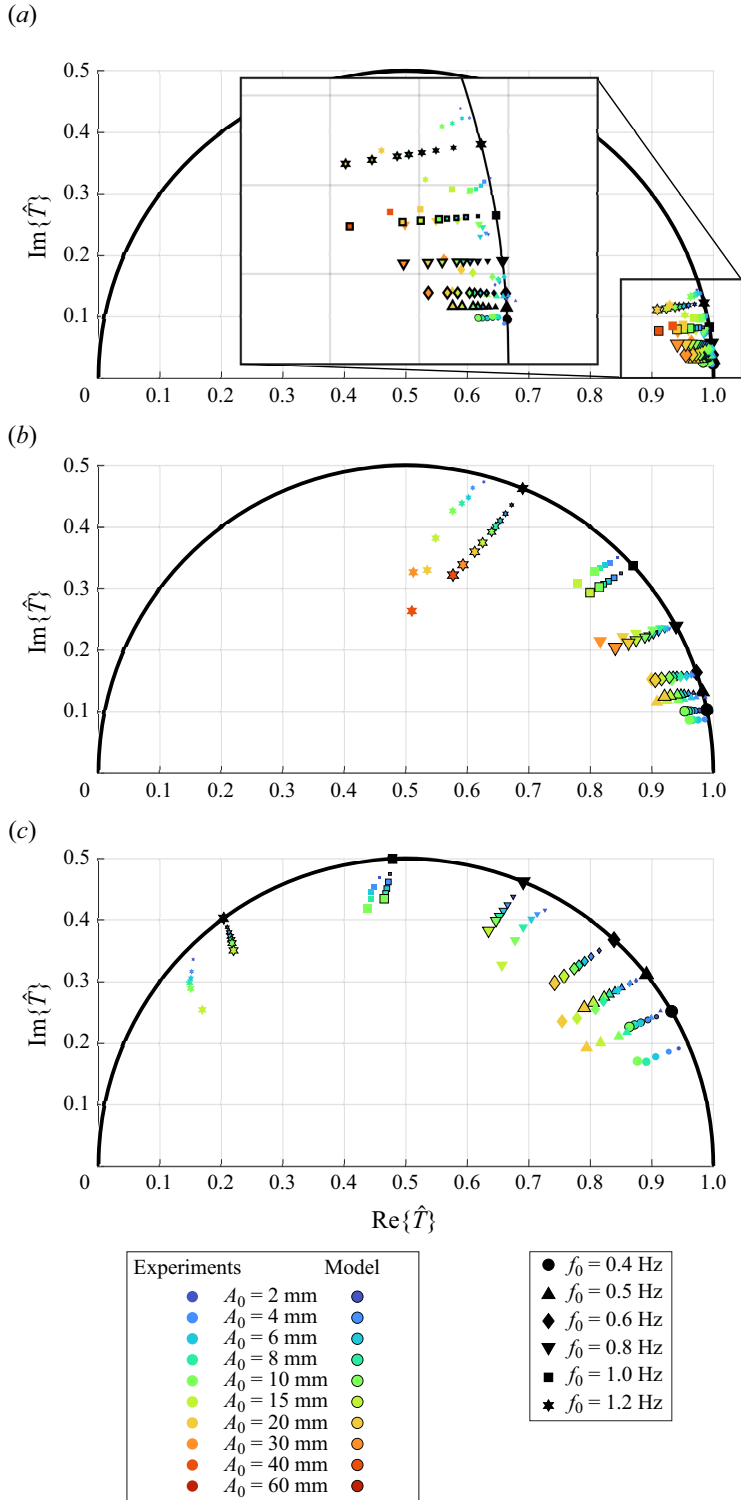 (a)
0.5
0.4
0.3
0.2
0.1
Im{T̂}
0 0.1 0.2 0.3 0.4 0.5 0.6 0.7 0.8 0.9 1.0
(b)
0.5
0.4
0.3
0.2
0.1
Im{T̂}
0 0.1 0.2 0.3 0.4 0.5 0.6 0.7 0.8 0.9 1.0
(c)
0.5
0.4
0.3
0.2
0.1
Im{T̂}
0 0.1 0.2 0.3 0.4 0.5 0.6 0.7 0.8 0.9 1.0
Re{T̂}
Experiments Model
A₀ = 2 mm
A₀ = 4 mm
A₀ = 6 mm
A₀ = 8 mm
A₀ = 10 mm
A₀ = 15 mm
A₀ = 20 mm
A₀ = 30 mm
A₀ = 40 mm
A₀ = 60 mm
f₀ = 0.4 Hz
f₀ = 0.5 Hz
f₀ = 0.6 Hz
f₀ = 0.8 Hz
f₀ = 1.0 Hz
f₀ = 1.2 Hz